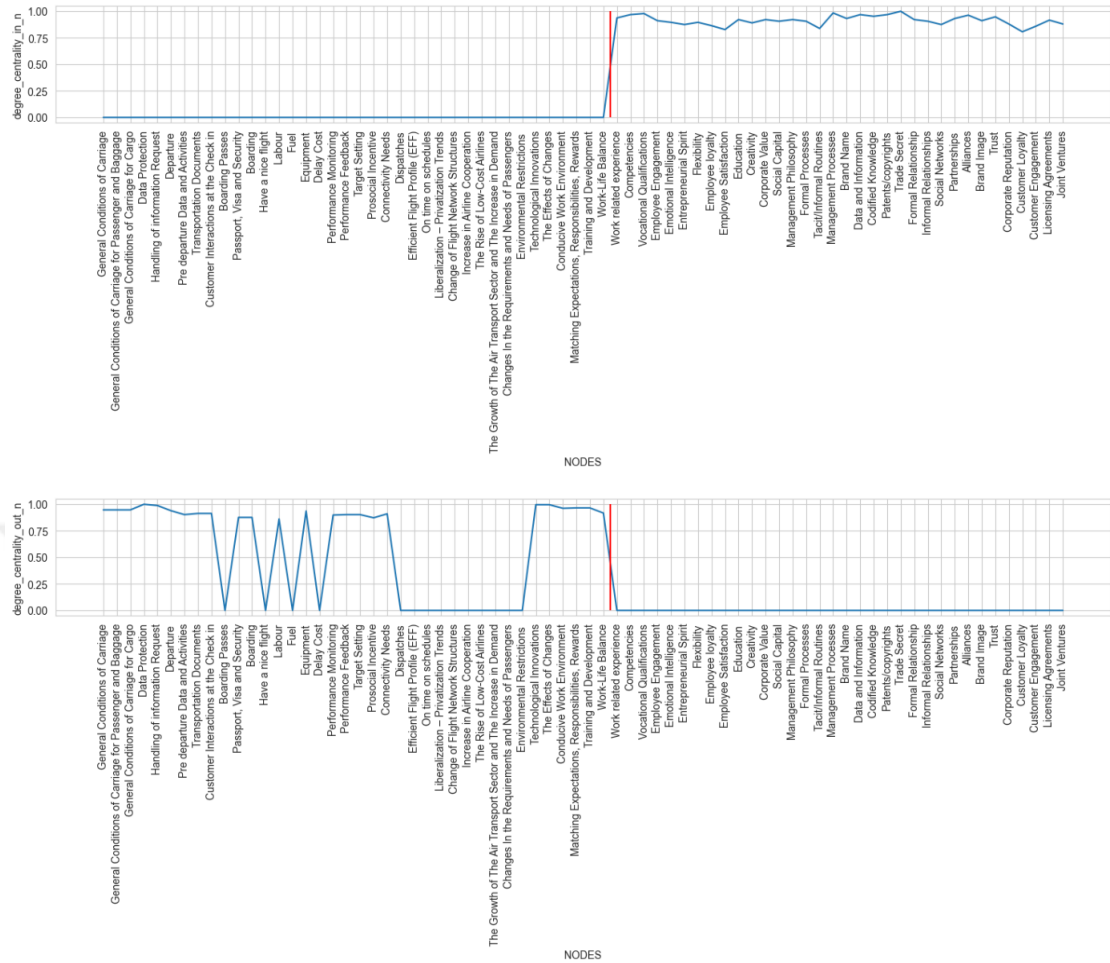 degree_centrality_in_n
1.00
0.75
0.50
0.25
0.00
General Conditions of Carriage
General Conditions of Carriage for Passenger and Baggage
General Conditions of Carriage for Cargo
Data Protection
Handling of information Request
Departure
Pre departure Data and Activities
Transportation Documents
Customer Interactions at the Check in
Boarding Passes
Passport, Visa and Security
Boarding
Have a nice flight
Labour
Fuel
Equipment
Delay Cost
Performance Monitoring
Performance Feedback
Target Setting
Prosocial Incentive
Connectivity Needs
Dispatches
Efficient Flight Profile (EFF)
On time on schedules
Liberalization – Privatization Trends
Change of Flight Network Structures
Increase in Airline Cooperation
The Rise of Low-Cost Airlines
The Growth of The Air Transport Sector and The Increase in Demand
Changes In the Requirements and Needs of Passengers
Environmental Restrictions
Technological Innovations
The Effects of Changes
Conducive Work Environment
Matching Expectations, Responsibilities, Rewards
Training and Development
Work-Life Balance
Work related experience
Competencies
Vocational Qualifications
Employee Engagement
Emotional Intelligence
Entrepreneurial Spirit
Flexibility
Employee loyalty
Employee Satisfaction
Education
Creativity
Corporate Value
Social Capital
Management Philosophy
Formal Processes
Tact/Informal Routines
Management Processes
Brand Name
Data and Information
Codified Knowledge
Patents/copyrights
Trade Secret
Formal Relationship
Informal Relationships
Social Networks
Partnerships
Alliances
Brand Image
Trust
Corporate Reputation
Customer Loyalty
Customer Engagement
Licensing Agreements
Joint Ventures
NODES
degree_centrality_out_n
1.00
0.75
0.50
0.25
0.00
General Conditions of Carriage
General Conditions of Carriage for Passenger and Baggage
General Conditions of Carriage for Cargo
Data Protection
Handling of information Request
Departure
Pre departure Data and Activities
Transportation Documents
Customer Interactions at the Check in
Boarding Passes
Passport, Visa and Security
Boarding
Have a nice flight
Labour
Fuel
Equipment
Delay Cost
Performance Monitoring
Performance Feedback
Target Setting
Prosocial Incentive
Connectivity Needs
Dispatches
Efficient Flight Profile (EFF)
On time on schedules
Liberalization – Privatization Trends
Change of Flight Network Structures
Increase in Airline Cooperation
The Rise of Low-Cost Airlines
The Growth of The Air Transport Sector and The Increase in Demand
Changes In the Requirements and Needs of Passengers
Environmental Restrictions
Technological Innovations
The Effects of Changes
Conducive Work Environment
Matching Expectations, Responsibilities, Rewards
Training and Development
Work-Life Balance
Work related experience
Competencies
Vocational Qualifications
Employee Engagement
Emotional Intelligence
Entrepreneurial Spirit
Flexibility
Employee loyalty
Employee Satisfaction
Education
Creativity
Corporate Value
Social Capital
Management Philosophy
Formal Processes
Tact/Informal Routines
Management Processes
Brand Name
Data and Information
Codified Knowledge
Patents/copyrights
Trade Secret
Formal Relationship
Informal Relationships
Social Networks
Partnerships
Alliances
Brand Image
Trust
Corporate Reputation
Customer Loyalty
Customer Engagement
Licensing Agreements
Joint Ventures
NODES